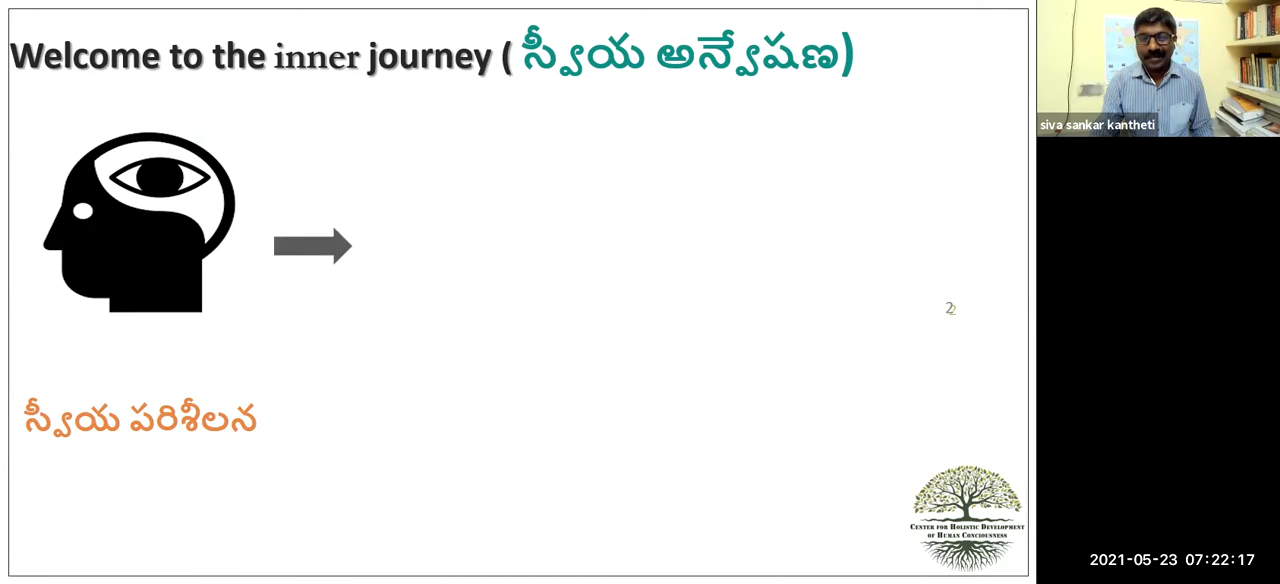 Welcome to the inner journey ( స్వీయ అన్వేషణ)
siva sankar kantheti
22
స్వీయ పరిశీలన
CENTER FOR HOLISTIC DEVELOPMENT
OF HUMAN CONCIOUSNESS
2021-05-23 07:22:17